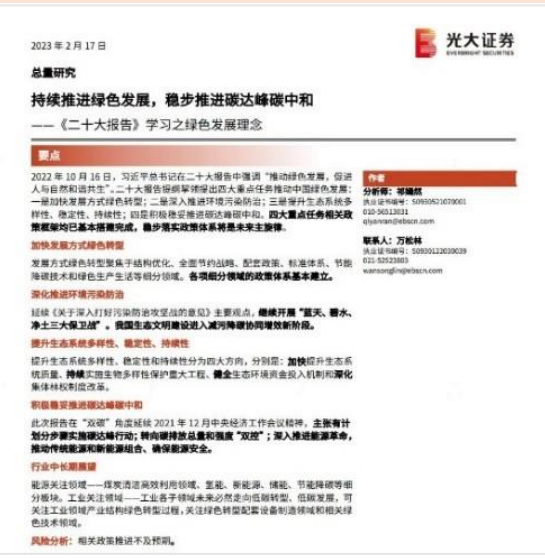 2023 年 2 月 17 日
光大证券
EVERBRIGHT SECURITIES
总量研究
持续推进绿色发展，稳步推进碳达峰碳中和
——《二十大报告》学习之绿色发展理念
要点
2022 年 10 月 16 日，习近平总书记在二十大报告中强调“推动绿色发展，促进
人与自然和谐共生”。二十大报告提纲挈领提出四大重点任务推动中国绿色发展：
一是加快发展方式绿色转型；二是深入推进环境污染防治；三是提升生态系统多
样性、稳定性、持续性；四是积极稳妥推进碳达峰碳中和。四大重点任务相关政
策框架均已基本搭建完成，稳步落实政策体系将是未来主旋律。
加快发展方式绿色转型
发展方式绿色转型聚焦于结构优化、全面节约战略、配套政策、标准体系、节能
降碳技术和绿色生产生活等细分领域。各项细分领域的政策体系基本建立。
深化推进环境污染防治
延续《关于深入打好污染防治攻坚战的意见》主要观点，继续开展“蓝天、碧水、
净土三大保卫战”。我国生态文明建设进入减污降碳协同增效新阶段。
提升生态系统多样性、稳定性、持续性
提升生态系统多样性、稳定性和持续性分为四大方向，分别是：加快提升生态系
统质量、持续实施生物多样性保护重大工程、健全生态环境资金投入机制和深化
集体林权制度改革。
积极稳妥推进碳达峰碳中和
此次报告在“双碳”角度延续 2021 年 12 月中央经济工作会议精神，主张有计
划分步骤实施碳达峰行动；转向碳排放总量和强度“双控”；深入推进能源革命，
推动传统能源和新能源组合、确保能源安全。
行业中长期展望
能源关注领域——煤炭清洁高效利用领域、氢能、新能源、储能、节能降碳等细
分板块。工业关注领域——工业各子领域未来必然走向低碳转型、低碳发展，可
关注工业领域产业结构绿色转型过程，关注绿色转型配套设备制造领域和相关绿
色技术领域。
风险分析：相关政策推进不及预期。
作者
分析师：祁嫣然
执业证书编号：S0930521070001
010-56513031
qiyanran@ebscn.com
联系人：万松林
执业证书编号：S0930122030039
021-52523803
wansonglin@ebscn.com